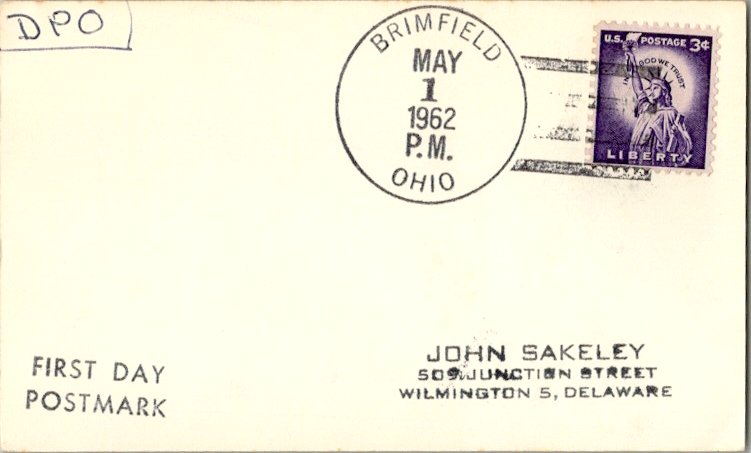 DPO
BRIMFIELD
MAY
1
1962
P.M.
OHIO
U.S. POSTAGE 3¢
IN GOD WE TRUST
LIBERTY
FIRST DAY
POSTMARK
JOHN SAKELEY
509 JUNCTION STREET
WILMINGTON 5, DELAWARE